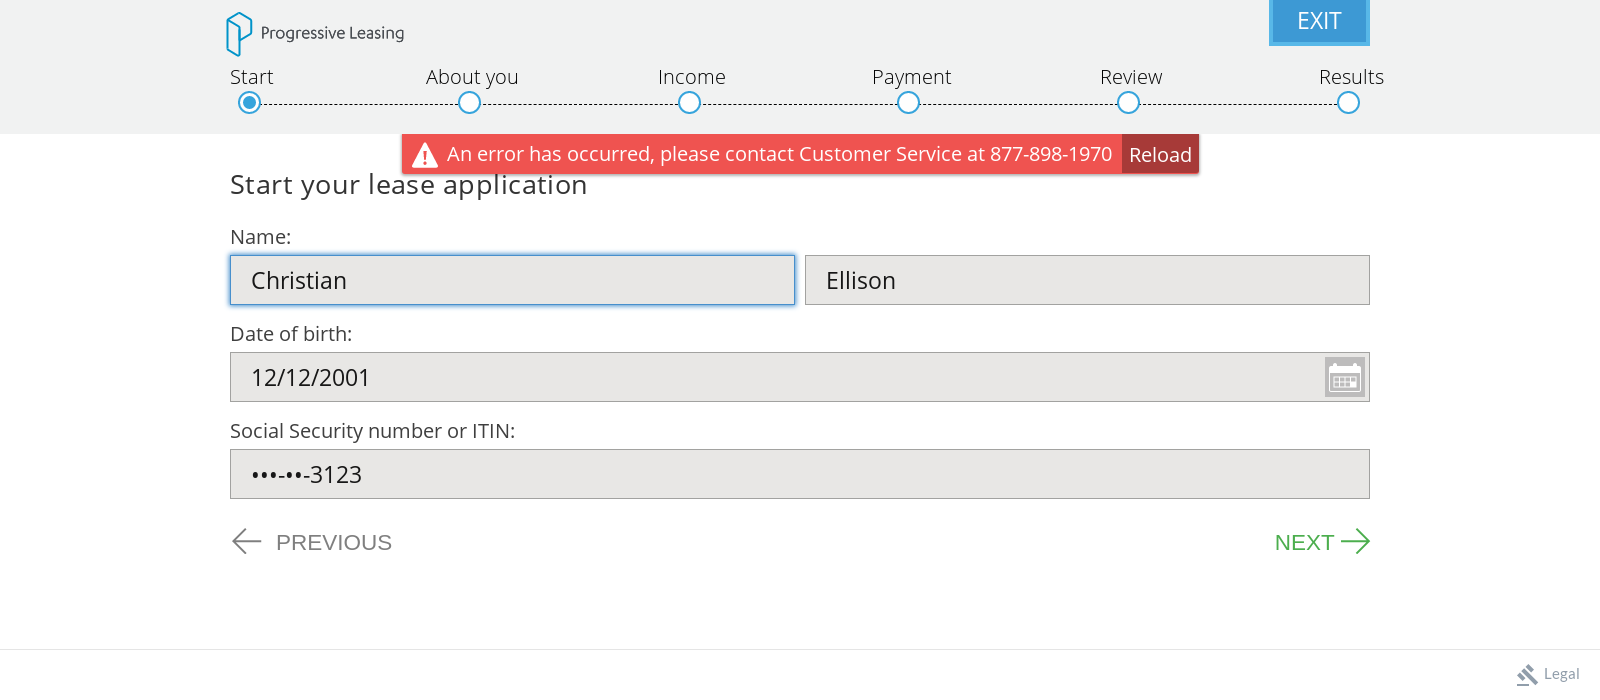 Progressive Leasing
EXIT
Start About you Income Payment Review Results
An error has occurred, please contact Customer Service at 877-898-1970 Reload
Start your lease application
Name:
Christian Ellison
Date of birth:
12/12/2001
Social Security number or ITIN:
•••-••-3123
PREVIOUS NEXT
Legal